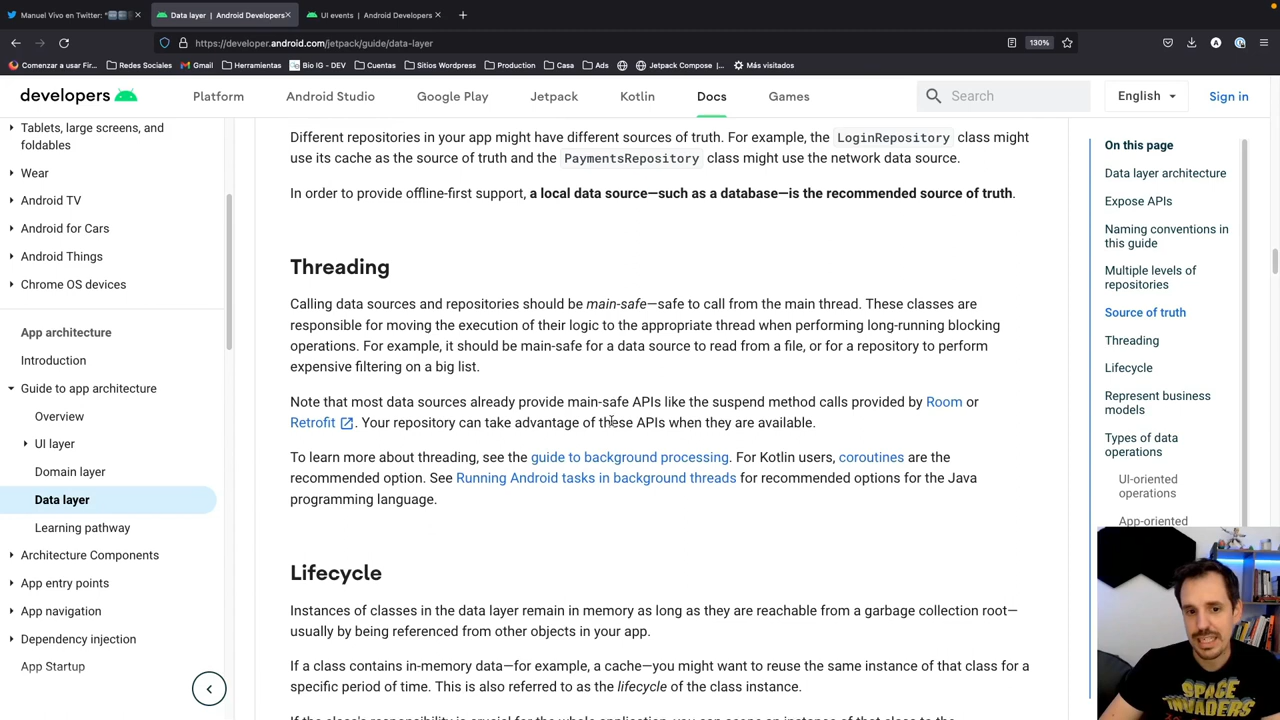 Manuel Vivo en Twitter: "
Data layer | Android Developers
UI events | Android Developers
https://developer.android.com/jetpack/guide/data-layer
130%
Comenzar a usar Fir...
Redes Sociales
Gmail
Herramientas
Bio IG - DEV
Cuentas
Sitios Wordpress
Production
Casa
Ads
Jetpack Compose |...
Más visitados
developers
Platform
Android Studio
Google Play
Jetpack
Kotlin
Docs
Games
Search
English
Sign in
Tablets, large screens, and
foldables
Wear
Android TV
Android for Cars
Android Things
Chrome OS devices
App architecture
Introduction
Guide to app architecture
Overview
UI layer
Domain layer
Data layer
Learning pathway
Architecture Components
App entry points
App navigation
Dependency injection
App Startup
Different repositories in your app might have different sources of truth. For example, the LoginRepository class might
use its cache as the source of truth and the PaymentsRepository class might use the network data source.
In order to provide offline-first support, a local data source—such as a database—is the recommended source of truth.
Threading
Calling data sources and repositories should be main-safe—safe to call from the main thread. These classes are
responsible for moving the execution of their logic to the appropriate thread when performing long-running blocking
operations. For example, it should be main-safe for a data source to read from a file, or for a repository to perform
expensive filtering on a big list.
Note that most data sources already provide main-safe APIs like the suspend method calls provided by Room or
Retrofit. Your repository can take advantage of these APIs when they are available.
To learn more about threading, see the guide to background processing. For Kotlin users, coroutines are the
recommended option. See Running Android tasks in background threads for recommended options for the Java
programming language.
Lifecycle
Instances of classes in the data layer remain in memory as long as they are reachable from a garbage collection root—
usually by being referenced from other objects in your app.
If a class contains in-memory data—for example, a cache—you might want to reuse the same instance of that class for a
specific period of time. This is also referred to as the lifecycle of the class instance.
If the class's responsibility is crucial for the whole application, you can scope an instance of that class to the
On this page
Data layer architecture
Expose APIs
Naming conventions in
this guide
Multiple levels of
repositories
Source of truth
Threading
Lifecycle
Represent business
models
Types of data
operations
UI-oriented
operations
App-oriented
SPACE
INVADERS